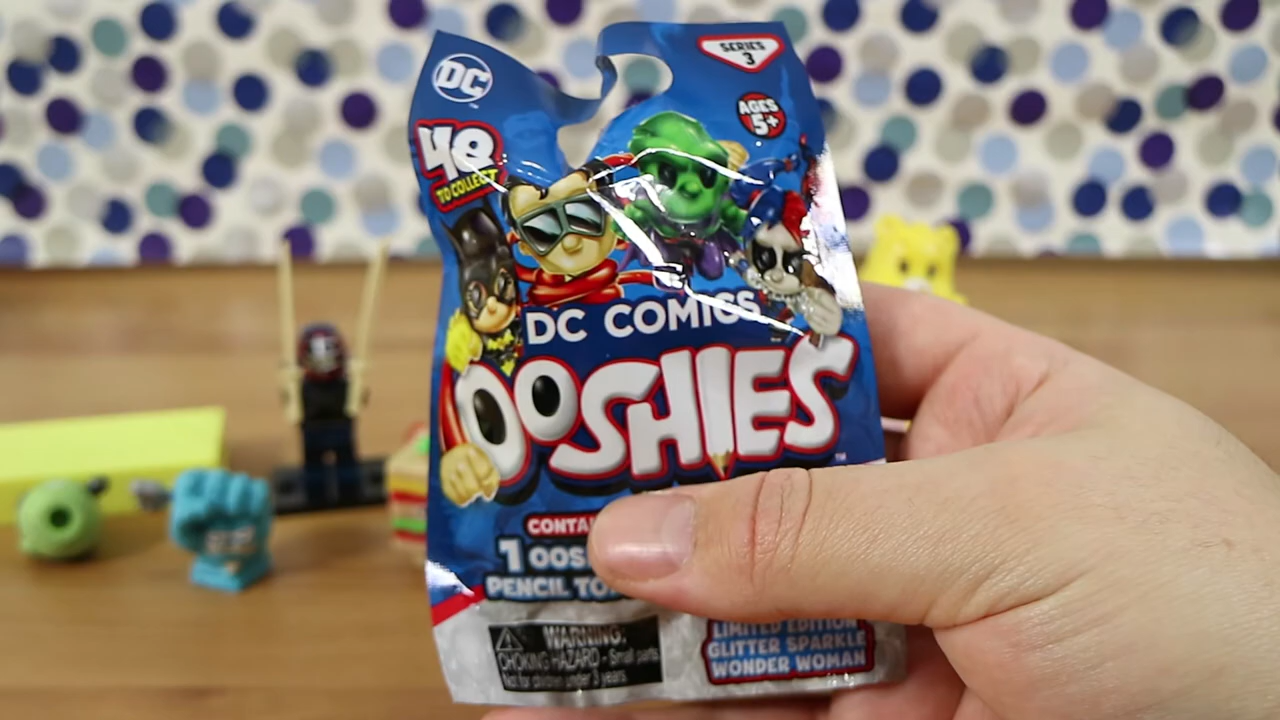 DC
SERIES
3
AGES
5+
TO COLLECT
DC COMICS
OOSHIES
1
PENCIL
WARNING:
CHOKING HAZARD - Small parts
Not for children under 3 years
LIMITED EDITION
GLITTER SPARKLE
WONDER WOMAN